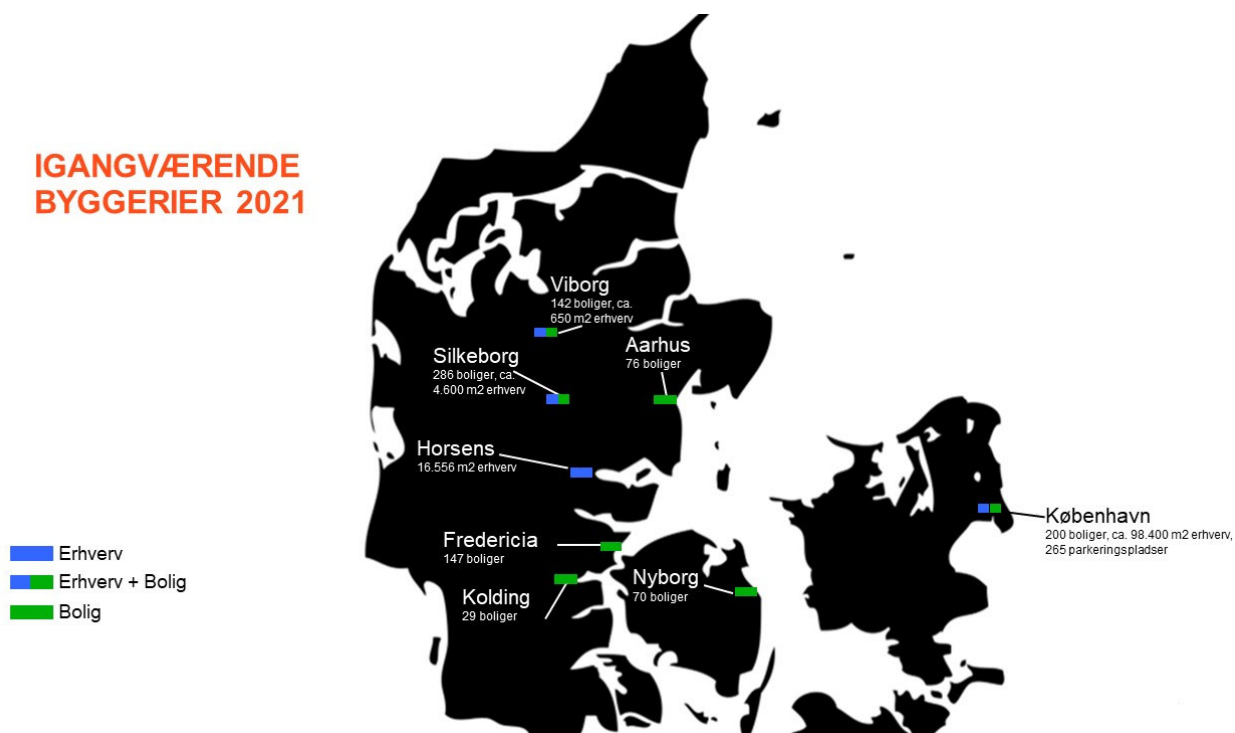 IGANGVÆRENDE
BYGGERIER 2021
Viborg
142 boliger, ca.
650 m2 erhverv
Aarhus
76 boliger
Silkeborg
286 boliger, ca.
4.600 m2 erhverv
Horsens
16.556 m2 erhverv
København
200 boliger, ca. 98.400 m2 erhverv,
265 parkeringspladser
Fredericia
147 boliger
Kolding
29 boliger
Nyborg
70 boliger
Erhverv
Erhverv + Bolig
Bolig